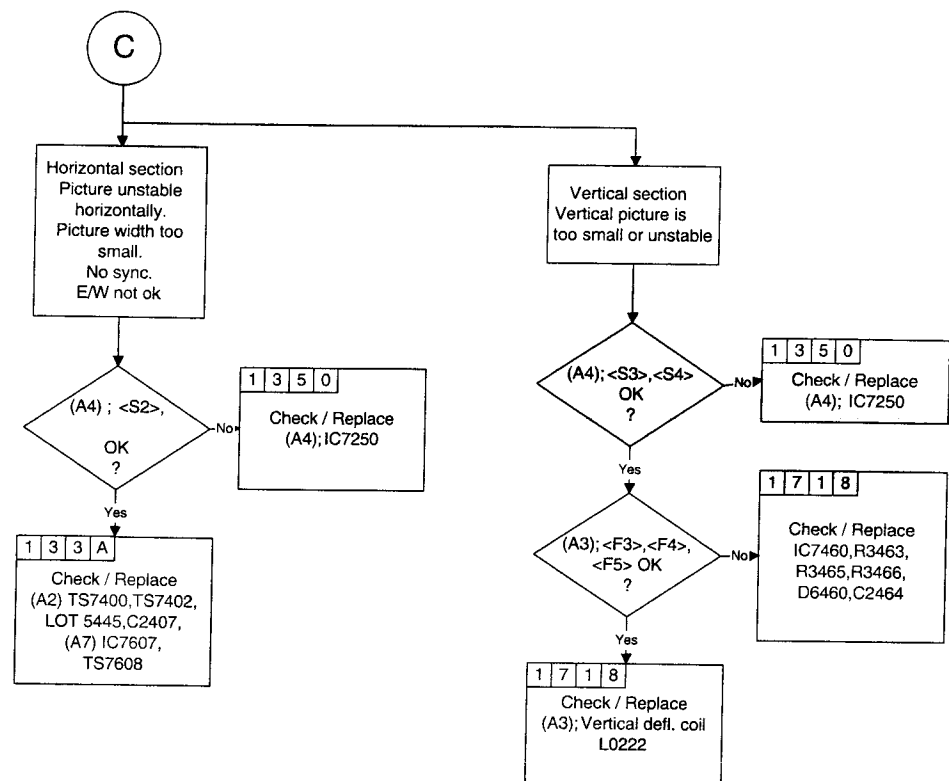 C
Horizontal section
Picture unstable
horizontally.
Picture width too
small.
No sync.
E/W not ok
(A4) ; <S2>,
OK
?
No
1 3 5 0
Check / Replace
(A4); IC7250
Yes
1 3 3 A
Check / Replace
(A2) TS7400,TS7402,
LOT 5445,C2407,
(A7) IC7607,
TS7608
Vertical section
Vertical picture is
too small or unstable
(A4); <S3>,<S4>
OK
?
No
1 3 5 0
Check / Replace
(A4); IC7250
Yes
(A3); <F3>,<F4>,
<F5> OK
?
No
1 7 1 8
Check / Replace
IC7460,R3463,
R3465,R3466,
D6460,C2464
Yes
1 7 1 8
Check / Replace
(A3); Vertical defl. coil
L0222